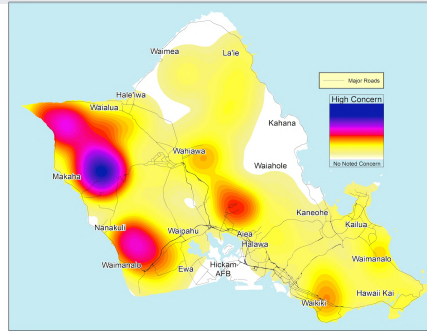 Waimea
La'ie
Major Roads
Hale'iwa
High Concern
Waialua
Kahana
Wahiawa
No Noted Concern
Waiahole
Makaha
Kaneohe
Nanakuli
Waipahu
Kailua
Aiea
Halawa
Waimanalo
Waimanalo
Ewa
Hickam
AFB
Hawaii Kai
Waikiki